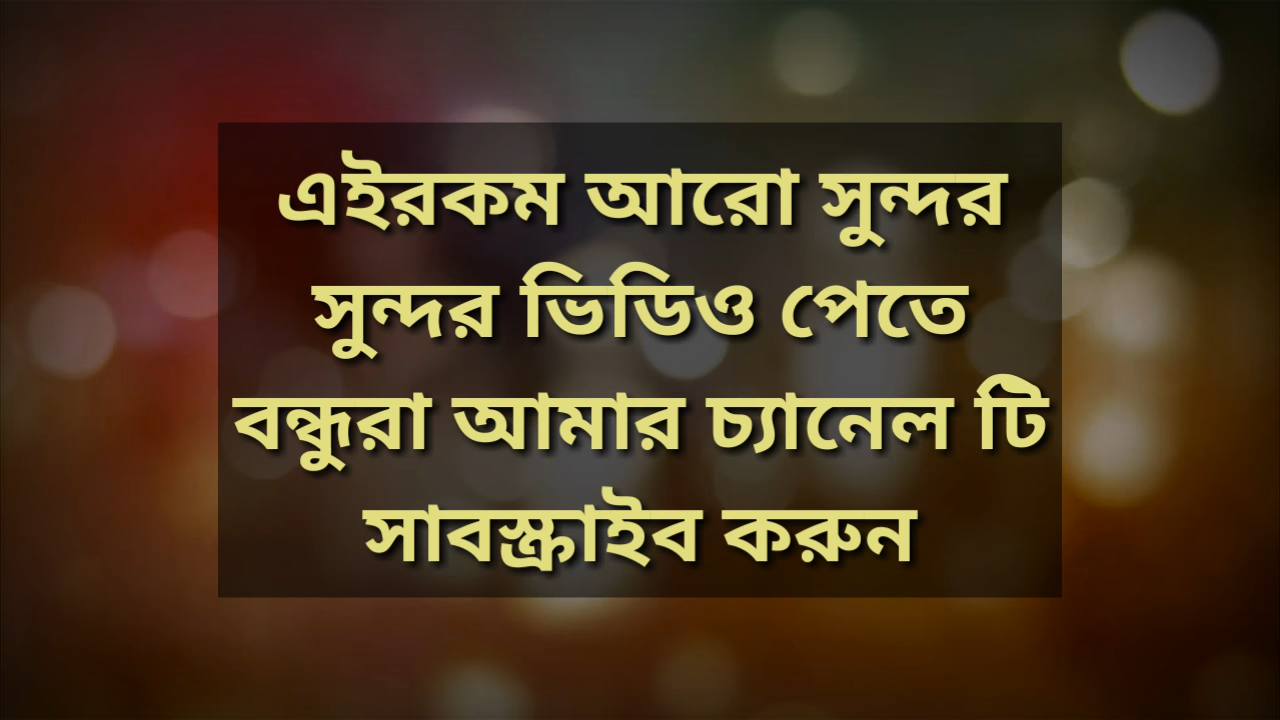 এইরকম আরো সুন্দর
সুন্দর ভিডিও পেতে
বন্ধুরা আমার চ্যানেল টি
সাবস্ক্রাইব করুন